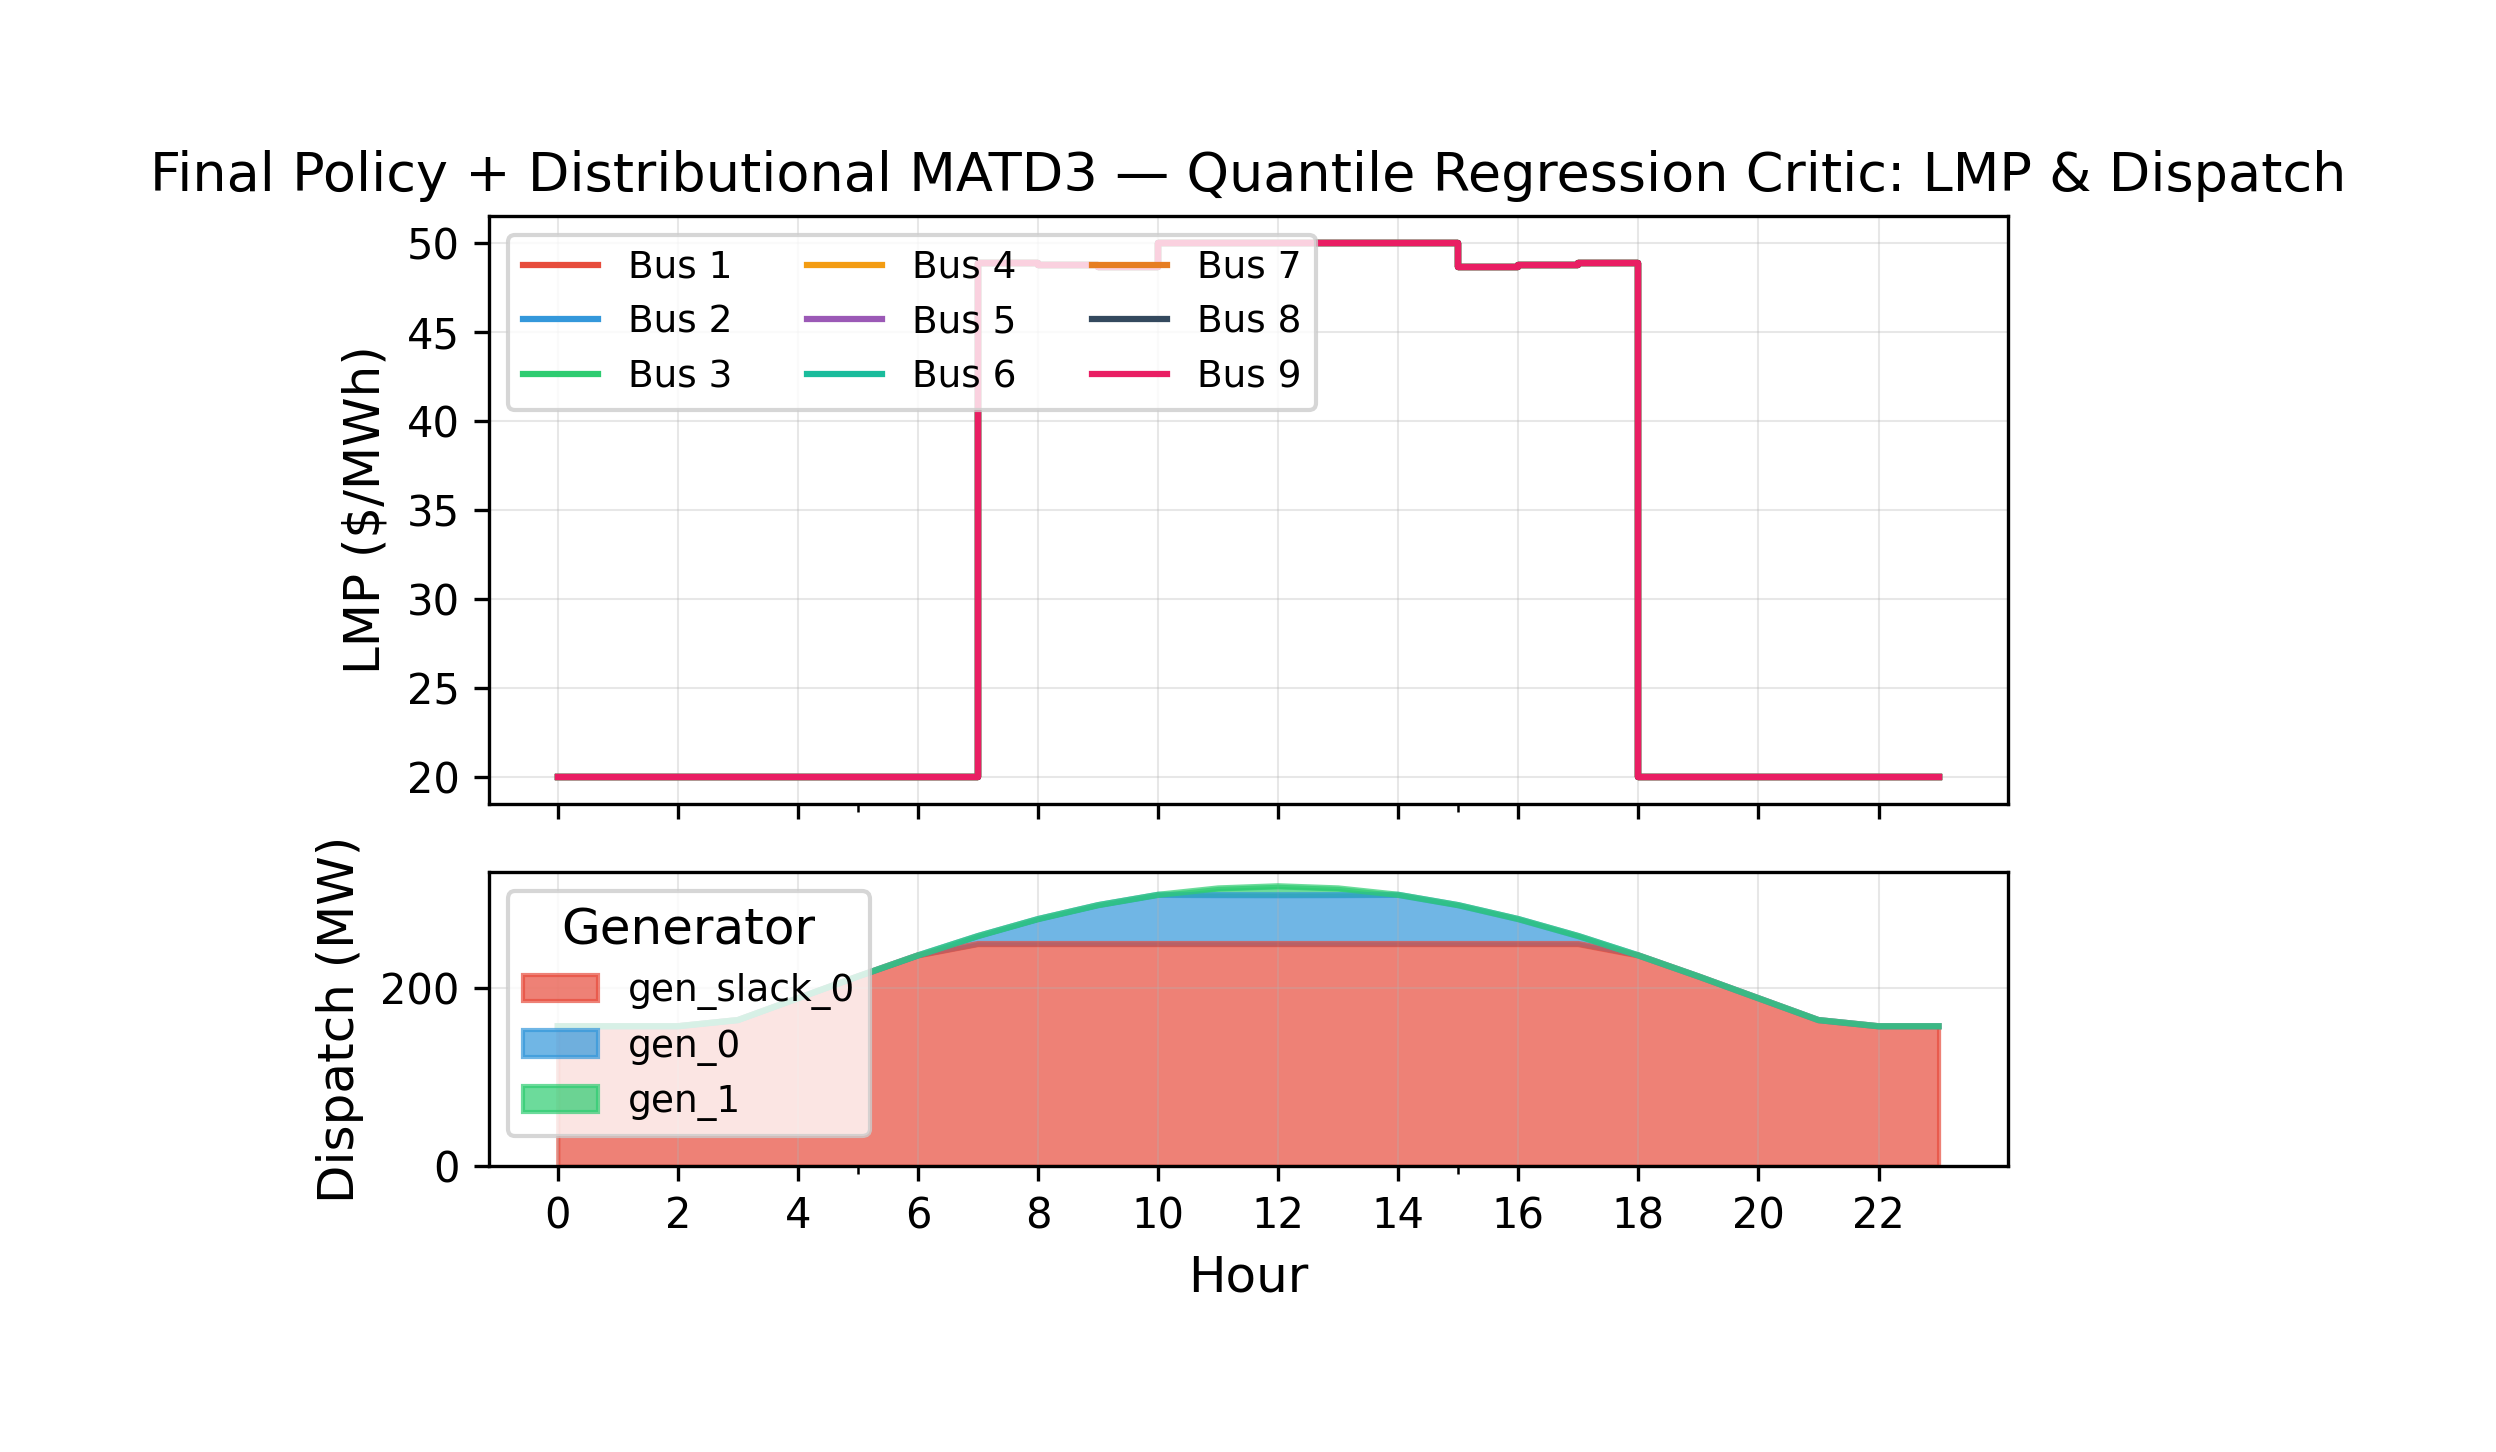 Final Policy + Distributional MATD3 — Quantile Regression Critic: LMP & Dispatch
LMP ($/MWh)
50
45
40
35
30
25
20
Bus 1
Bus 2
Bus 3
Bus 4
Bus 5
Bus 6
Bus 7
Bus 8
Bus 9
Dispatch (MW)
200
0
Generator
gen_slack_0
gen_0
gen_1
0 2 4 6 8 10 12 14 16 18 20 22
Hour